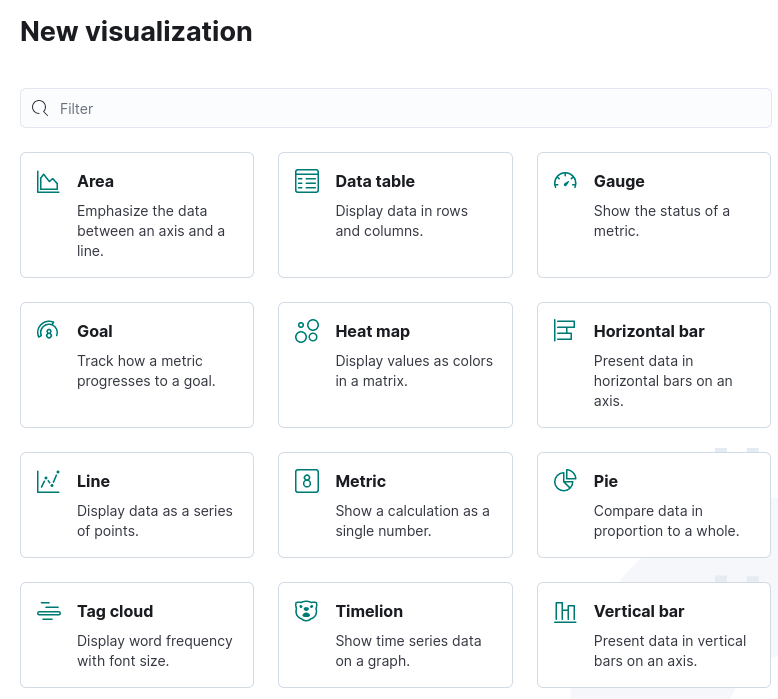 New visualization
Filter
Area
Emphasize the data
between an axis and a
line.
Data table
Display data in rows
and columns.
Gauge
Show the status of a
metric.
Goal
Track how a metric
progresses to a goal.
Heat map
Display values as colors
in a matrix.
Horizontal bar
Present data in
horizontal bars on an
axis.
Line
Display data as a series
of points.
8
Metric
Show a calculation as a
single number.
Pie
Compare data in
proportion to a whole.
Tag cloud
Display word frequency
with font size.
Timelion
Show time series data
on a graph.
Vertical bar
Present data in vertical
bars on an axis.